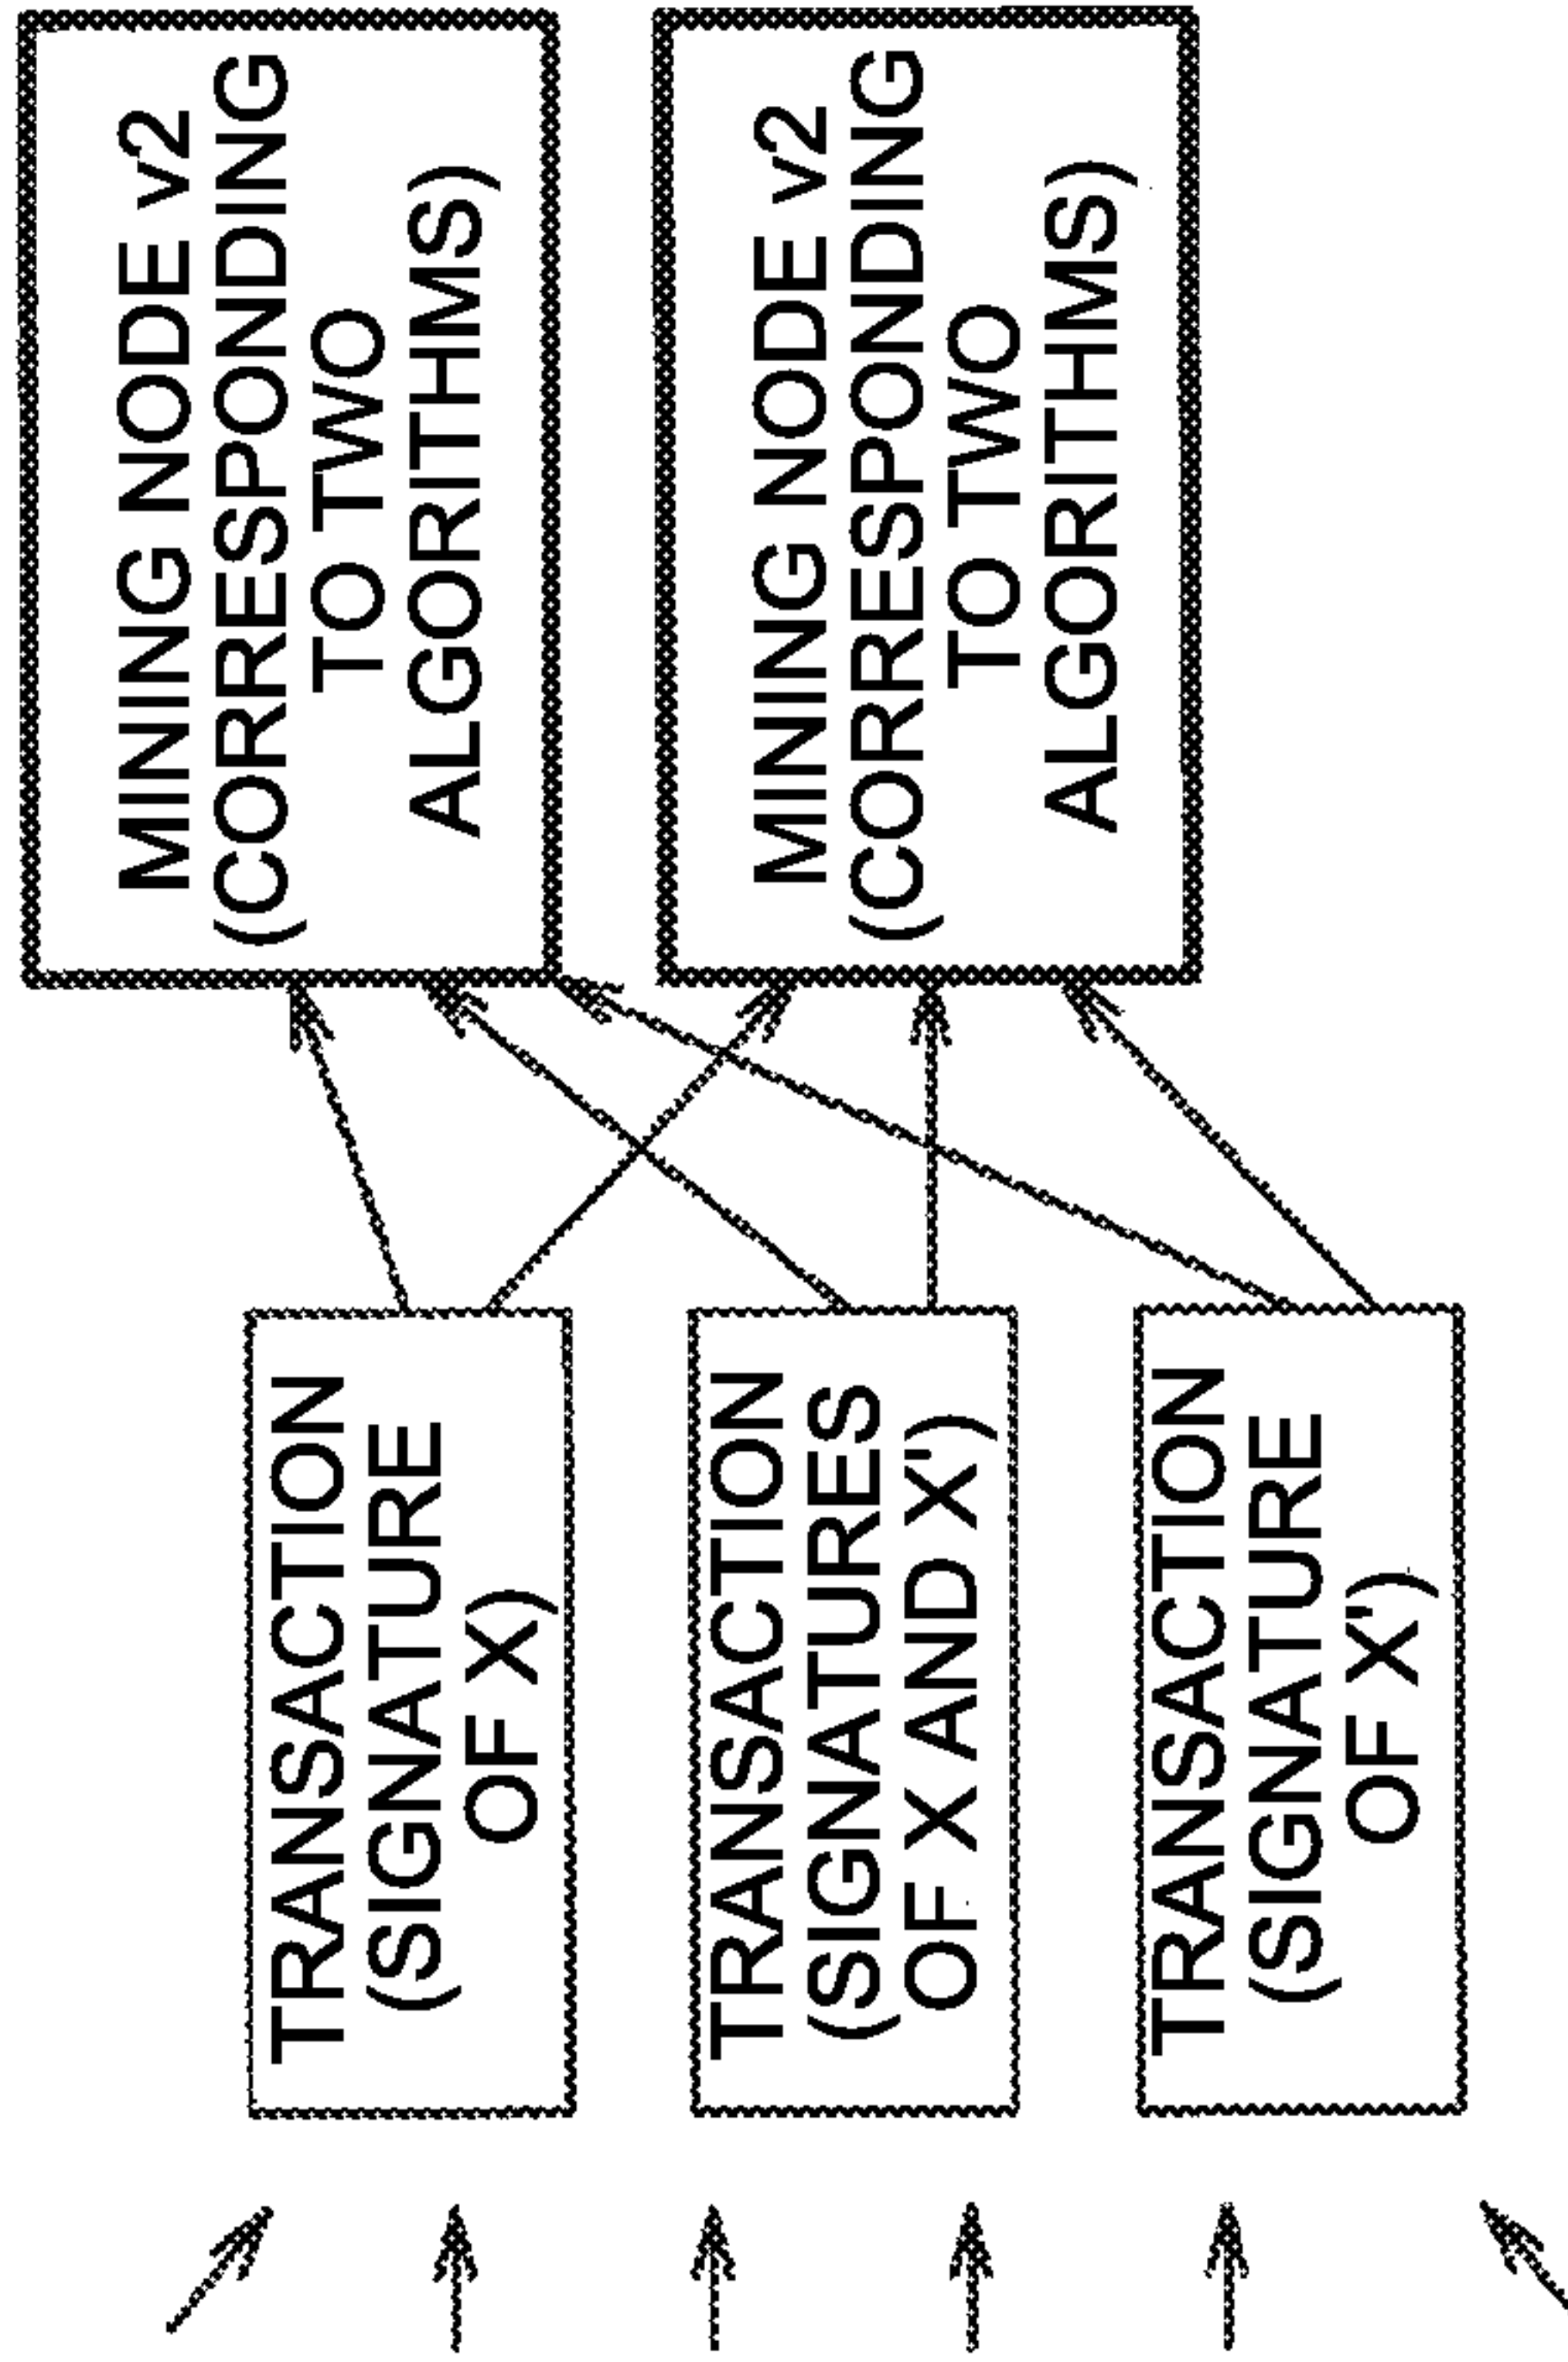 MINING NODE v2
(CORRESPONDING
TO TWO
ALGORITHMS)
MINING NODE v2
(CORRESPONDING
TO TWO
ALGORITHMS)
TRANSACTION
(SIGNATURE
OF X)
TRANSACTION
(SIGNATURES
OF X AND X')
TRANSACTION
(SIGNATURE
OF X')